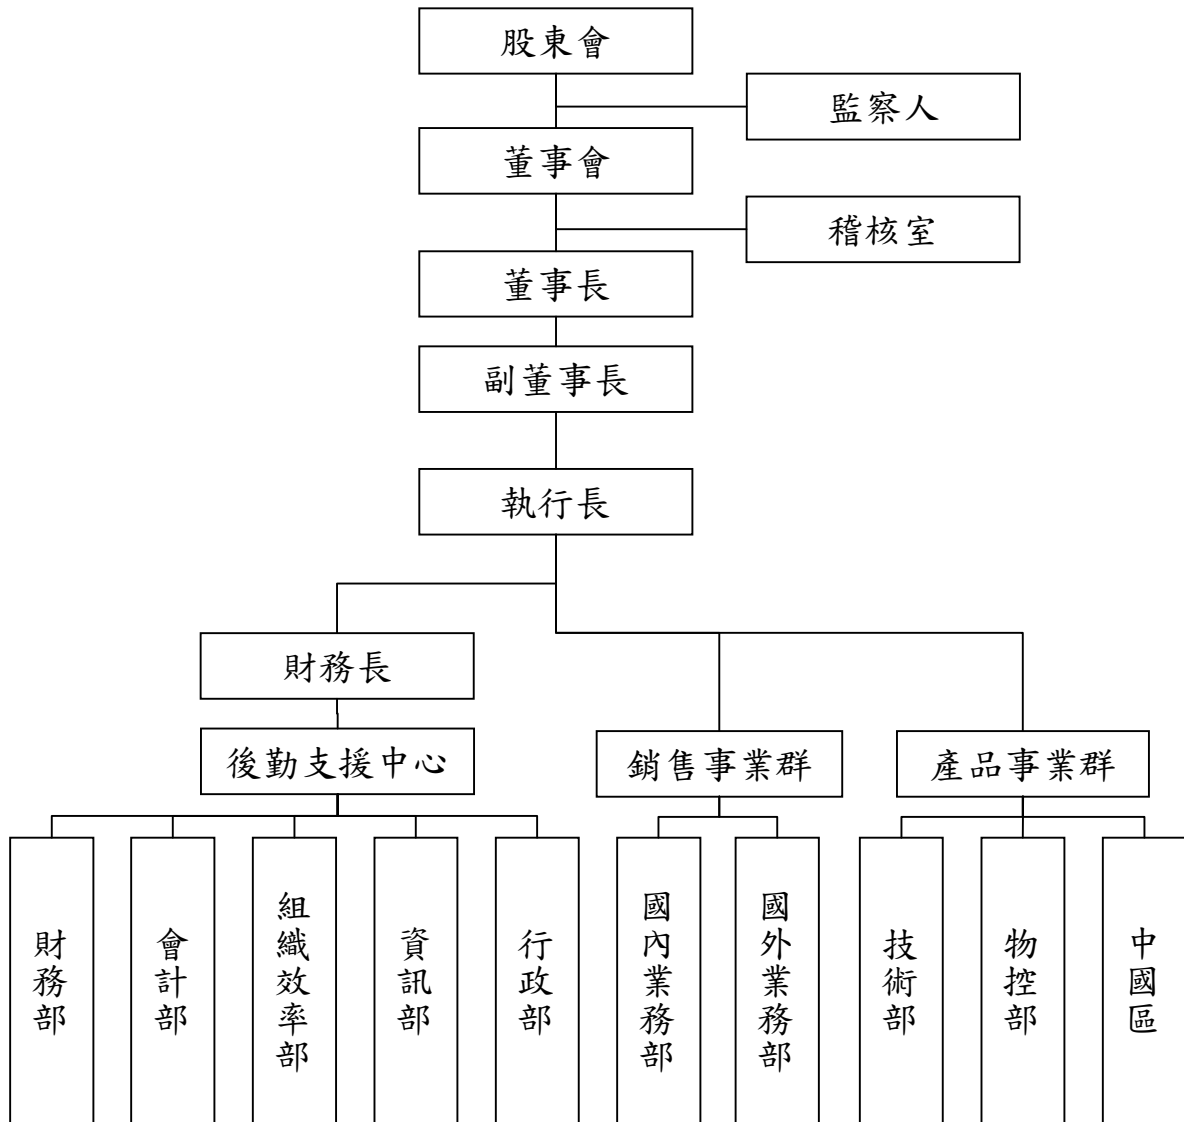 股東會
監察人
董事會
稽核室
董事長
副董事長
執行長
財務長
後勤支援中心
銷售事業群
產品事業群
財務部
會計部
組織效率部
資訊部
行政部
國內業務部
國外業務部
技術部
物控部
中國區